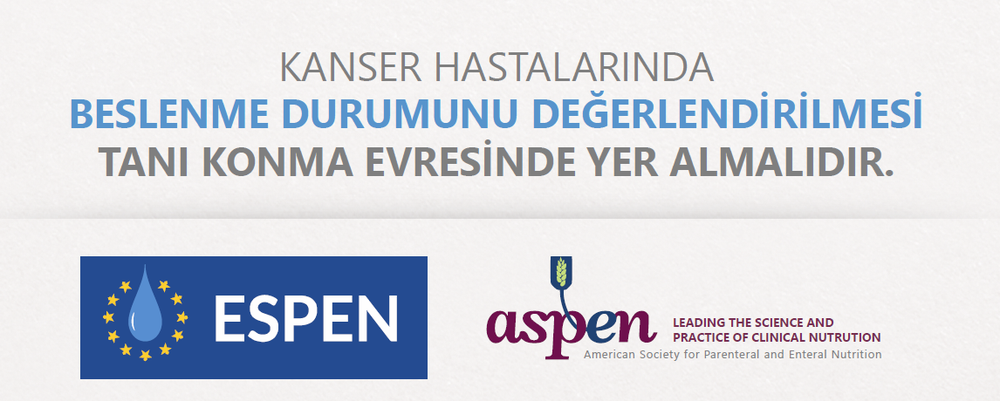 KANSER HASTALARINDA
BESLENME DURUMUNU DEĞERLENDİRİLMESİ
TANI KONMA EVRESİNDE YER ALMALIDIR.
ESPEN
aspen
LEADING THE SCIENCE AND
PRACTICE OF CLINICAL NUTRUTION
American Society for Parenteral and Enteral Nutrition